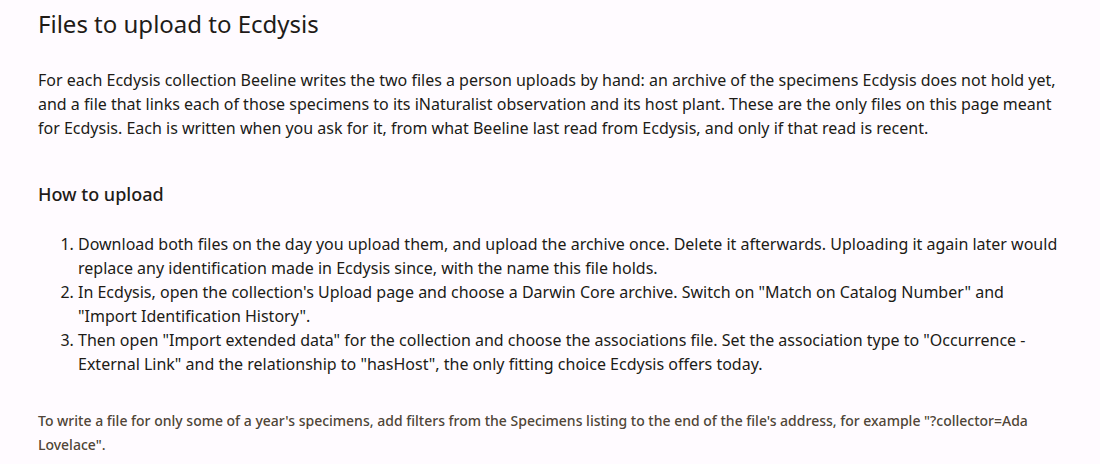 Files to upload to Ecdysis
For each Ecdysis collection Beeline writes the two files a person uploads by hand: an archive of the specimens Ecdysis does not hold yet,
and a file that links each of those specimens to its iNaturalist observation and its host plant. These are the only files on this page meant
for Ecdysis. Each is written when you ask for it, from what Beeline last read from Ecdysis, and only if that read is recent.
How to upload
1. Download both files on the day you upload them, and upload the archive once. Delete it afterwards. Uploading it again later would
replace any identification made in Ecdysis since, with the name this file holds.
2. In Ecdysis, open the collection's Upload page and choose a Darwin Core archive. Switch on "Match on Catalog Number" and
"Import Identification History".
3. Then open "Import extended data" for the collection and choose the associations file. Set the association type to "Occurrence -
External Link" and the relationship to "hasHost", the only fitting choice Ecdysis offers today.
To write a file for only some of a year's specimens, add filters from the Specimens listing to the end of the file's address, for example "?collector=Ada
Lovelace".